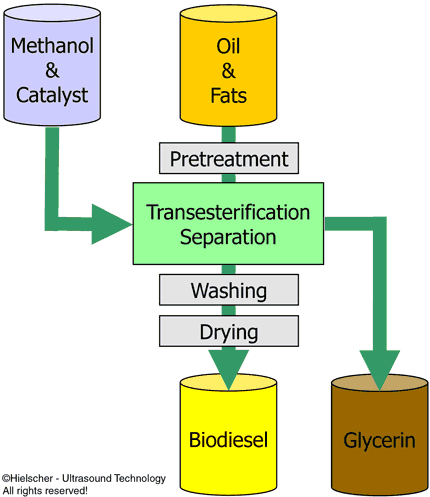 Methanol
&
Catalyst
Oil
&
Fats
Pretreatment
Transesterification
Separation
Washing
Drying
Biodiesel
Glycerin
©Hielscher - Ultrasound Technology
All rights reserved!